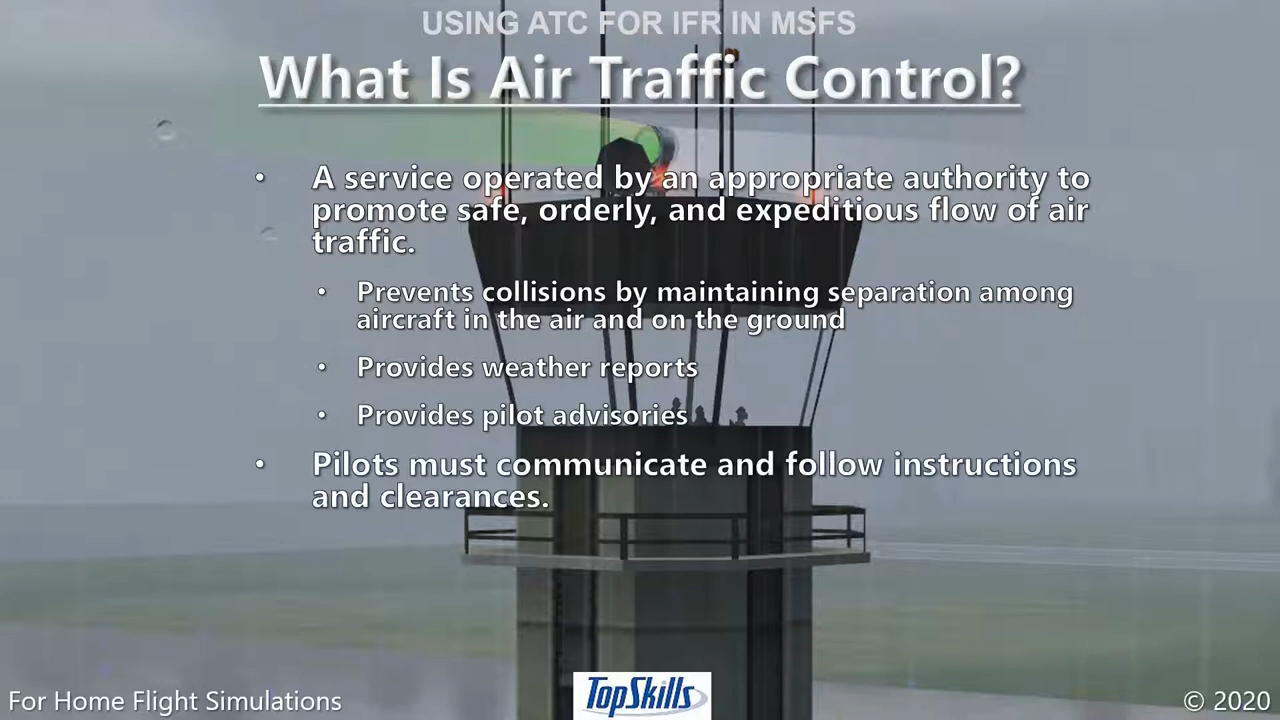 USING ATC FOR IFR IN MSFS
What Is Air Traffic Control?
• A service operated by an appropriate authority to
promote safe, orderly, and expeditious flow of air
traffic.
• Prevents collisions by maintaining separation among
aircraft in the air and on the ground
• Provides weather reports
• Provides pilot advisories
• Pilots must communicate and follow instructions
and clearances.
For Home Flight Simulations
TopSkills
© 2020